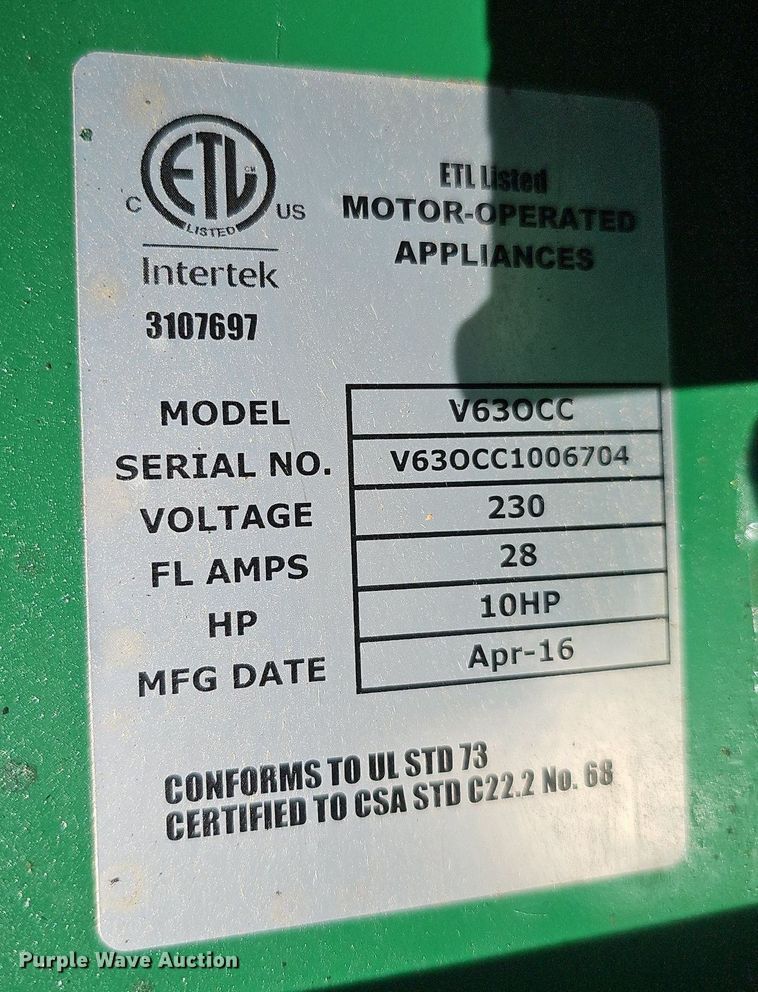 ETL CM
LISTED
C US
Intertek
3107697
ETL Listed
MOTOR-OPERATED
APPLIANCES
MODEL V63OCC
SERIAL NO. V63OCC1006704
VOLTAGE 230
FL AMPS 28
HP 10HP
MFG DATE Apr-16
CONFORMS TO UL STD 73
CERTIFIED TO CSA STD C22.2 No. 68
Purple Wave Auction